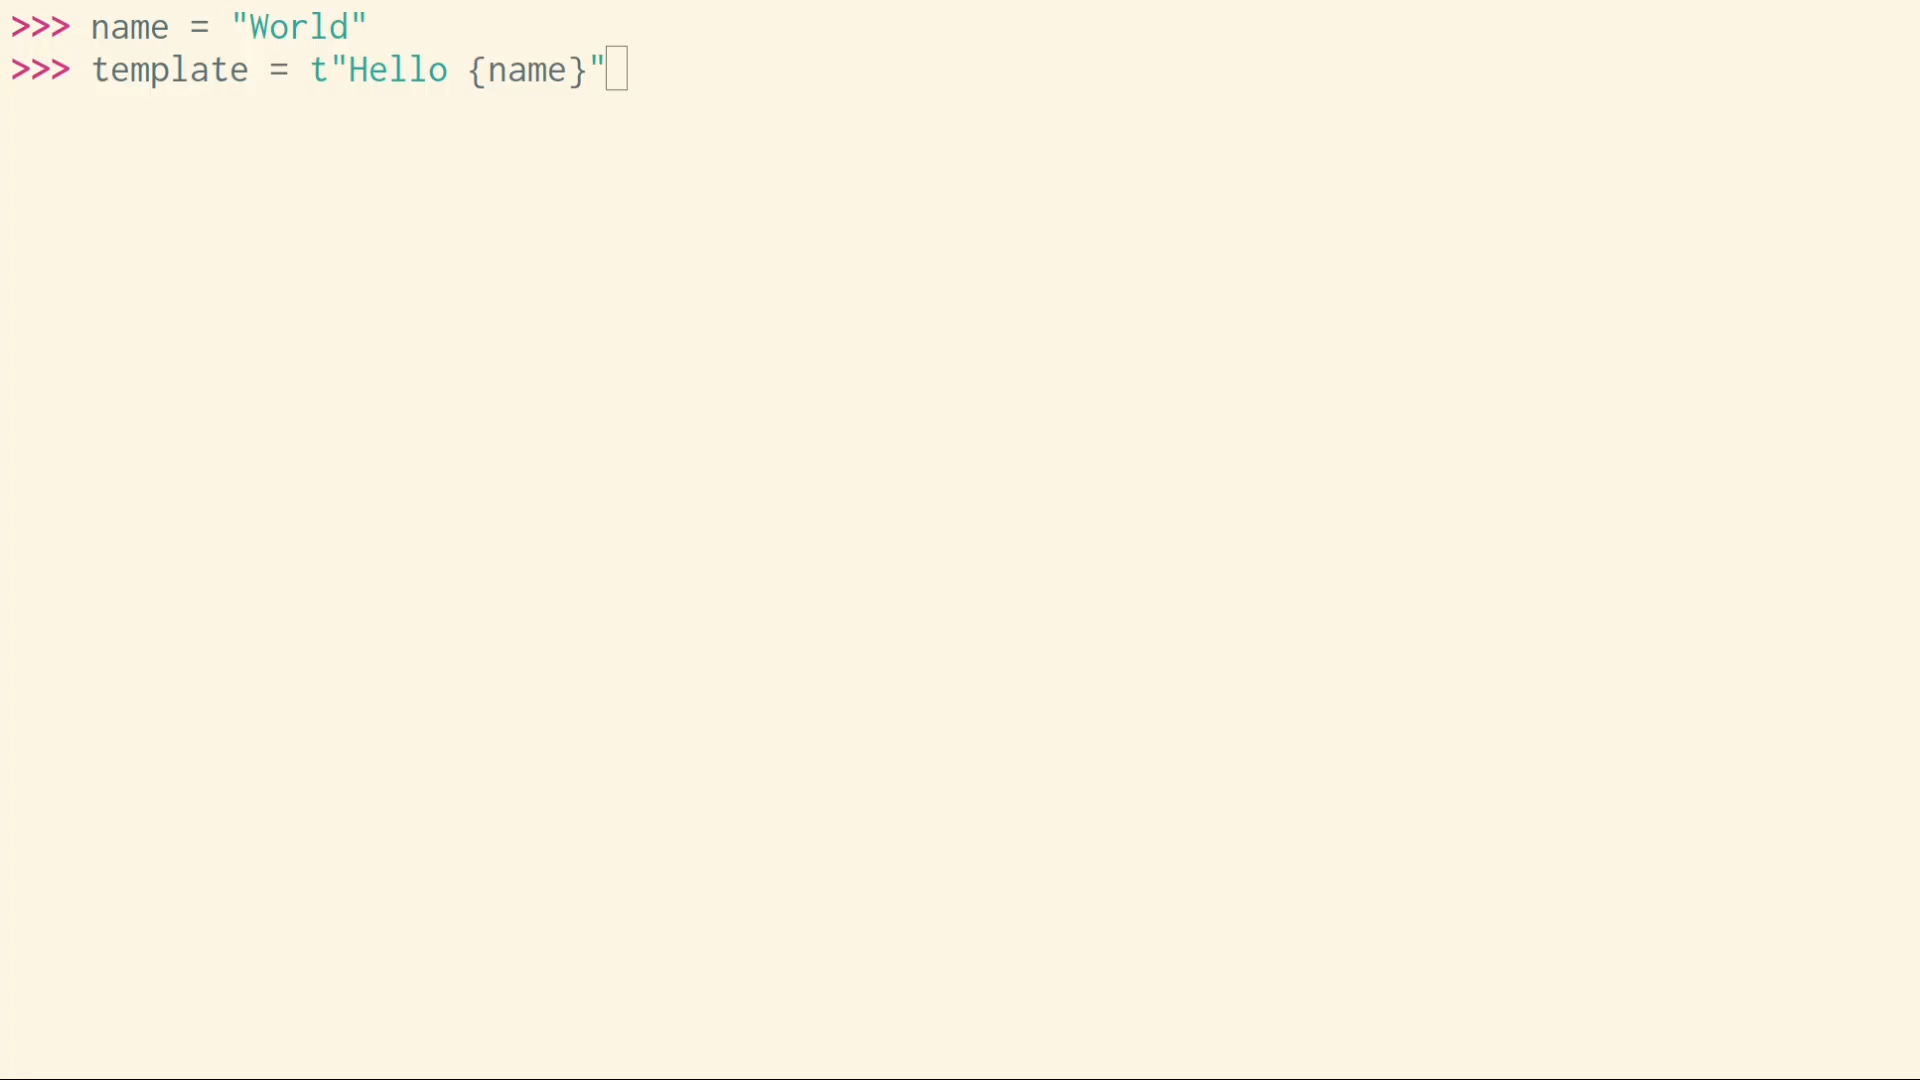 >>> name = "World"
>>> template = t"Hello {name}"